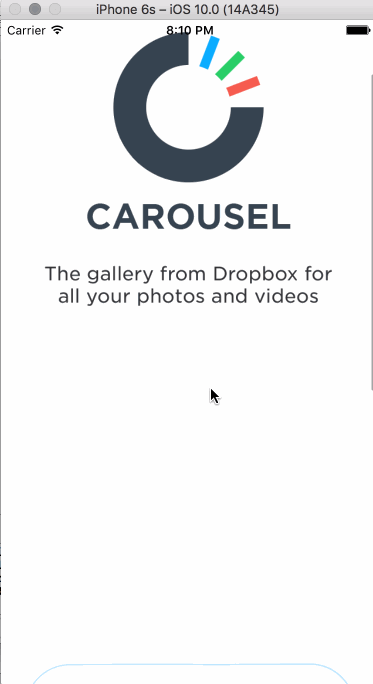 iPhone 6s – iOS 10.0 (14A345)
Carrier 8:10 PM
CAROUSEL
The gallery from Dropbox for
all your photos and videos